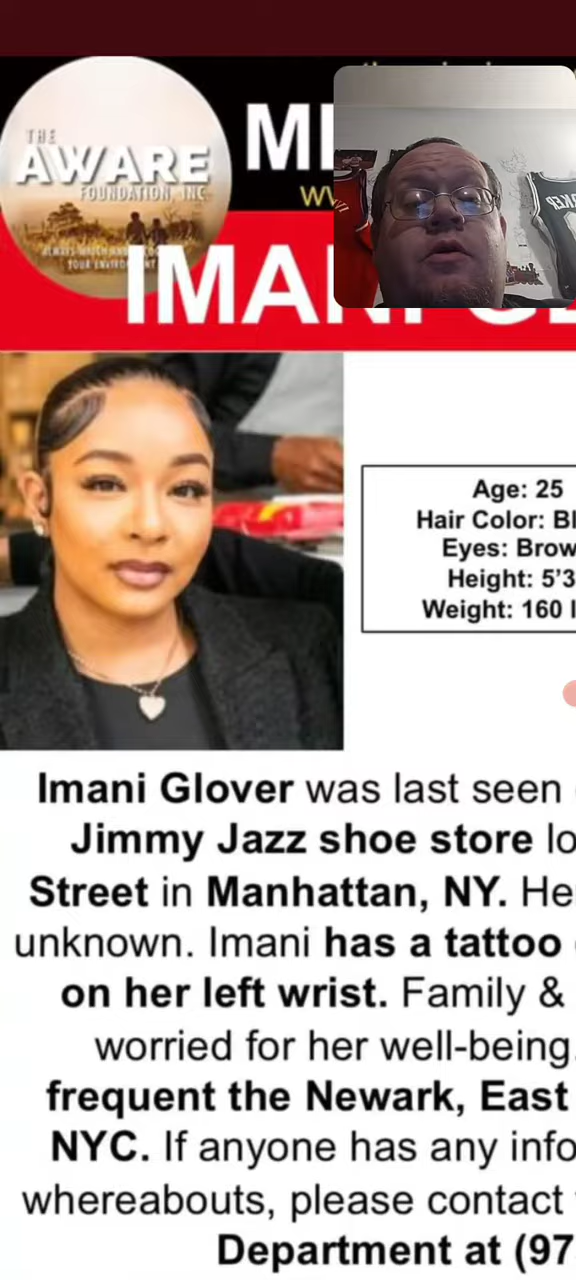 THE
AWARE
FOUNDATION, INC
YOUR
M
IMANI
Age: 25
Hair Color: Bl
Eyes: Brow
Height: 5'3
Weight: 160 l
Imani Glover was last seen
Jimmy Jazz shoe store lo
Street in Manhattan, NY. He
unknown. Imani has a tattoo
on her left wrist. Family &
worried for her well-being.
frequent the Newark, East
NYC. If anyone has any info
whereabouts, please contact
Department at (97